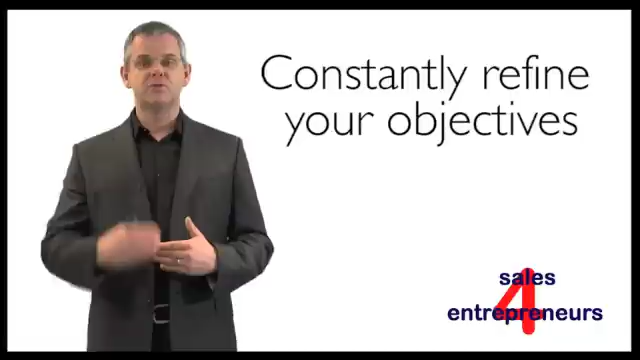 Constantly refine
your objectives
sales
4
entrepreneurs